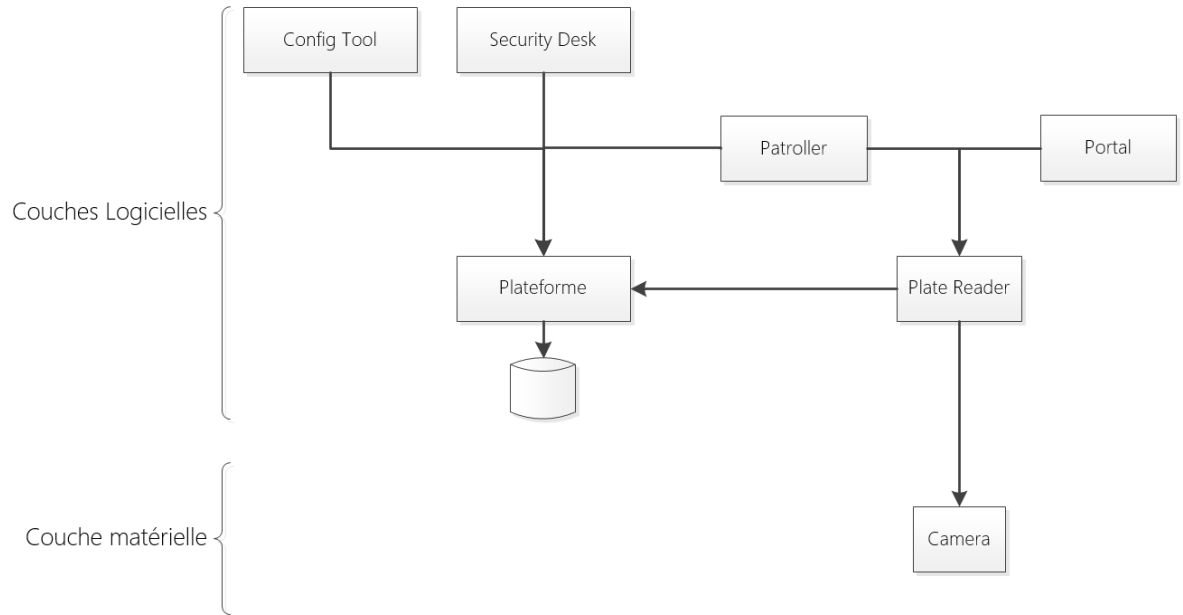 Config Tool
Security Desk
Patroller
Portal
Couches Logicielles
Plateforme
Plate Reader
Couche matérielle
Camera